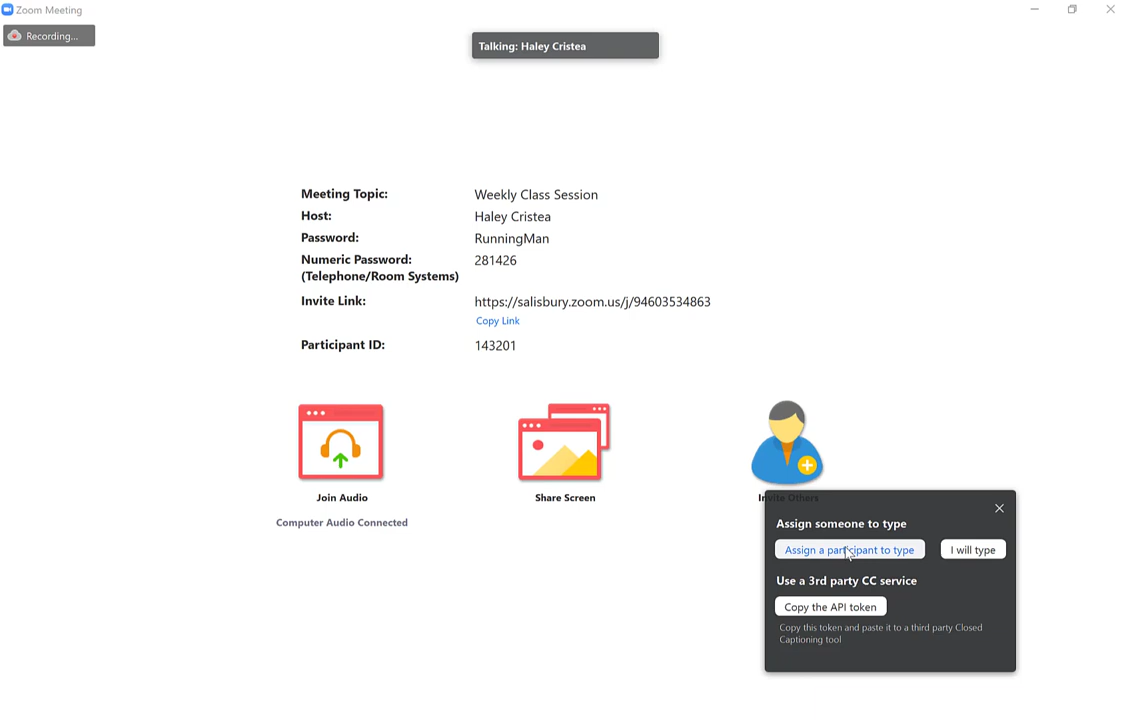 Zoom Meeting
Recording...
Talking: Haley Cristea
Meeting Topic: Weekly Class Session
Host: Haley Cristea
Password: RunningMan
Numeric Password: 281426
(Telephone/Room Systems)
Invite Link: https://salisbury.zoom.us/j/94603534863
Copy Link
Participant ID: 143201
Join Audio
Share Screen
Invite Others
Computer Audio Connected
Assign someone to type
Assign a participant to type
I will type
Use a 3rd party CC service
Copy the API token
Copy this token and paste it to a third party Closed
Captioning tool